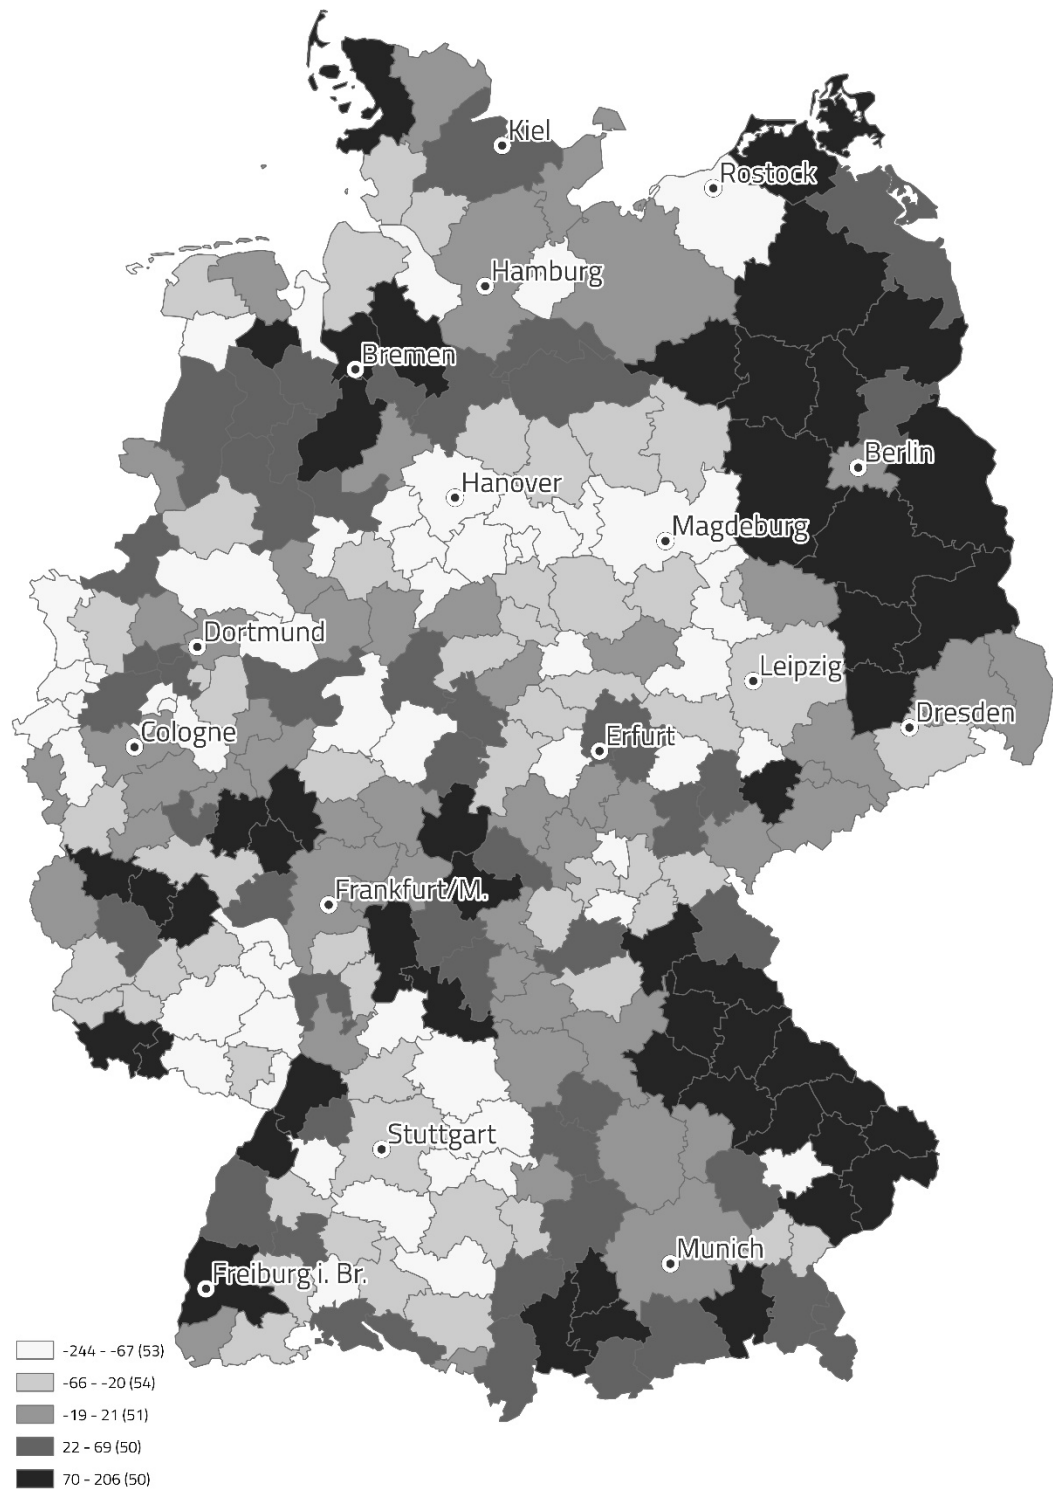 Kiel
Rostock
Hamburg
Bremen
Berlin
Hanover
Magdeburg
Dortmund
Leipzig
Dresden
Cologne
Erfurt
Frankfurt/M.
Stuttgart
Munich
Freiburg i. Br.
-244 - -67 (53)
-66 - -20 (54)
-19 - 21 (51)
22 - 69 (50)
70 - 206 (50)